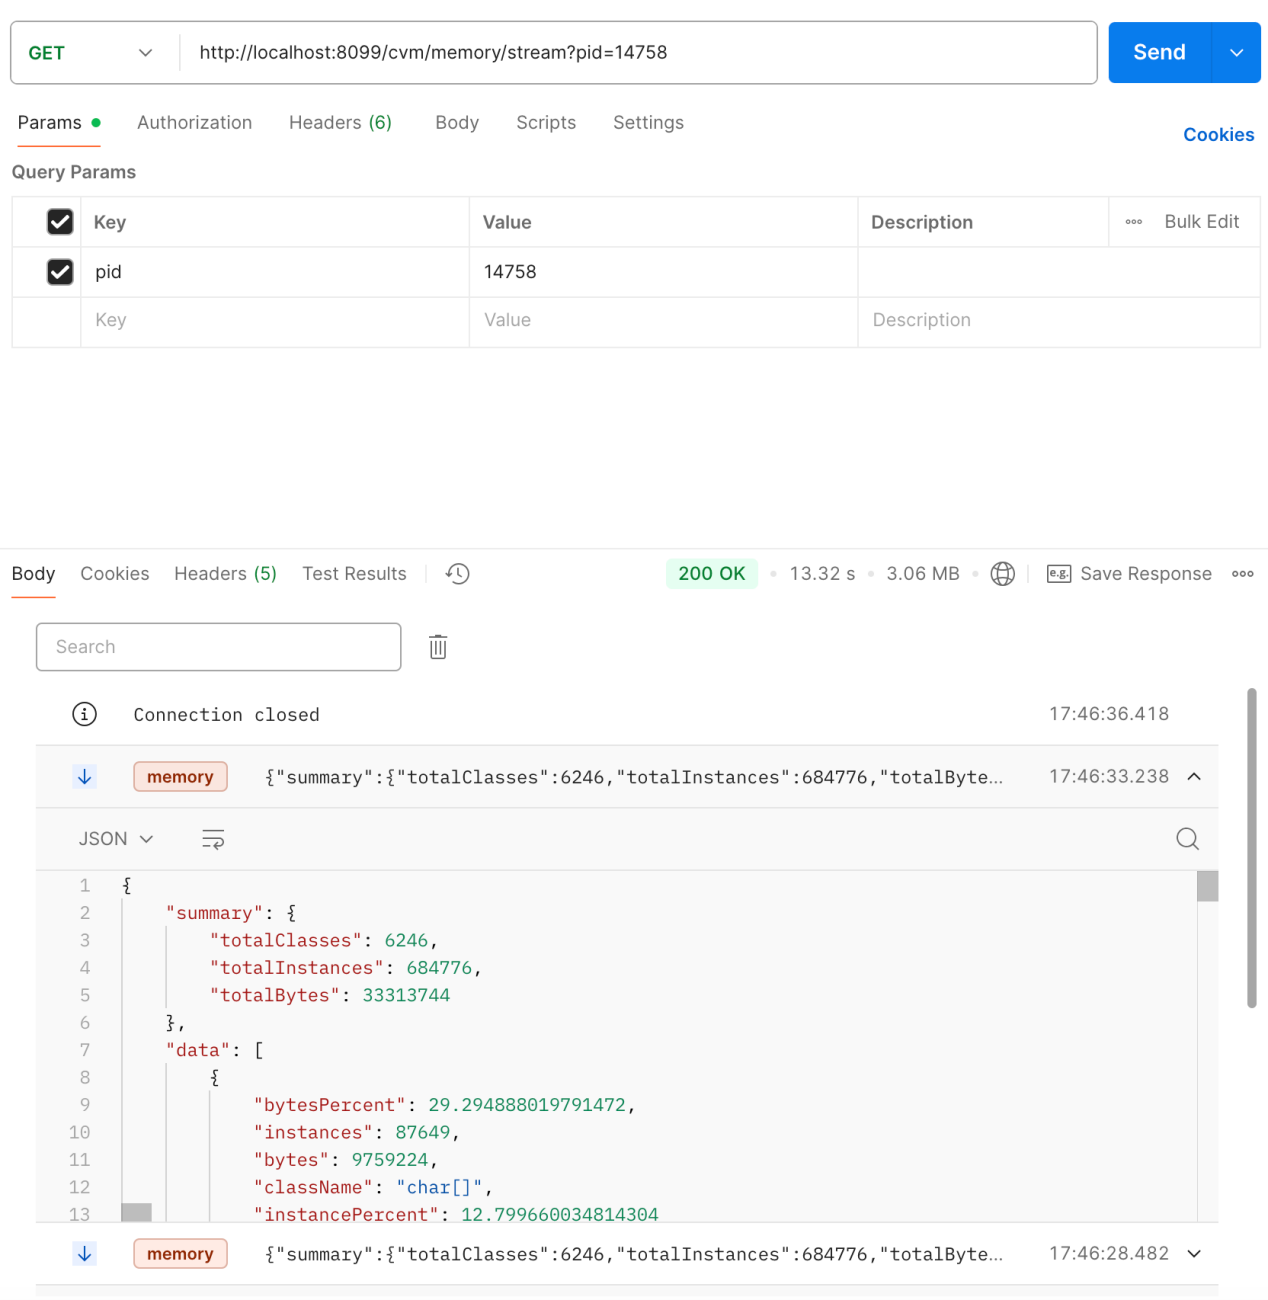 GET http://localhost:8099/cvm/memory/stream?pid=14758 Send
Params Authorization Headers (6) Body Scripts Settings Cookies
Query Params
Key Value Description Bulk Edit
pid 14758
Key Value Description
Body Cookies Headers (5) Test Results 200 OK 13.32 s 3.06 MB e.g. Save Response
Search
Connection closed 17:46:36.418
memory {"summary":{"totalClasses":6246,"totalInstances":684776,"totalByte... 17:46:33.238
JSON
1 {
2 "summary": {
3 "totalClasses": 6246,
4 "totalInstances": 684776,
5 "totalBytes": 33313744
6 },
7 "data": [
8 {
9 "bytesPercent": 29.294888019791472,
10 "instances": 87649,
11 "bytes": 9759224,
12 "className": "char[]",
13 "instancePercent": 12.799660034814304
memory {"summary":{"totalClasses":6246,"totalInstances":684776,"totalByte... 17:46:28.482